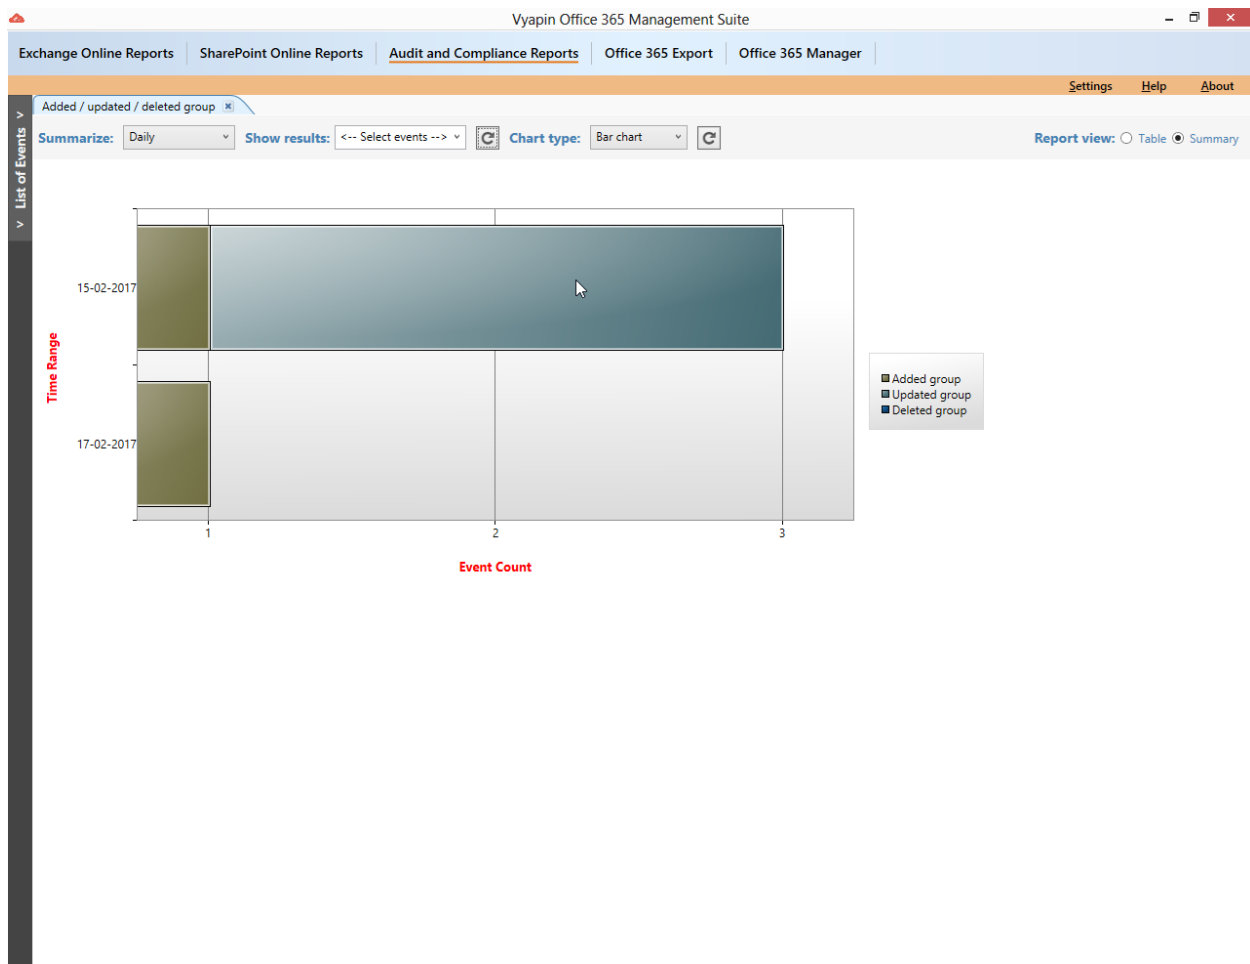 Vyapin Office 365 Management Suite
Exchange Online Reports SharePoint Online Reports Audit and Compliance Reports Office 365 Export Office 365 Manager
Settings Help About
Added / updated / deleted group
> List of Events >
Summarize: Daily Show results: <-- Select events --> Chart type: Bar chart Report view: Table Summary
15-02-2017
Time Range
17-02-2017
1 2 3
Event Count
Added group
Updated group
Deleted group